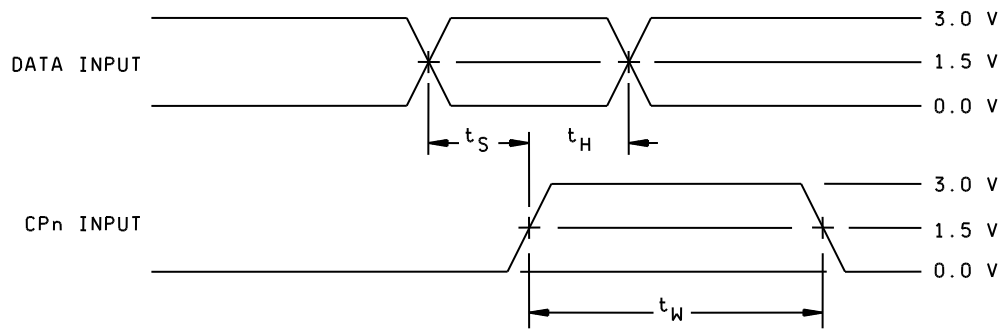 3.0 V
DATA INPUT
1.5 V
0.0 V
tS
tH
3.0 V
CPn INPUT
1.5 V
0.0 V
tW